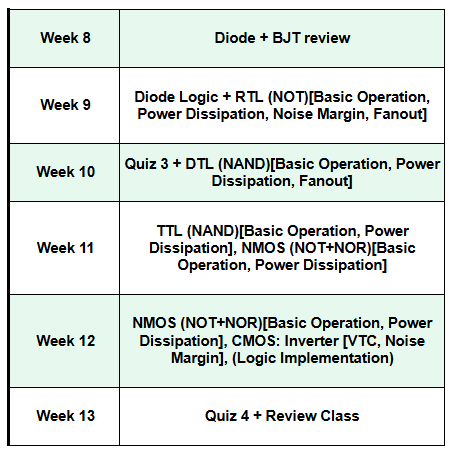 Week 8
Diode + BJT review
Week 9
Diode Logic + RTL (NOT)[Basic Operation,
Power Dissipation, Noise Margin, Fanout]
Week 10
Quiz 3 + DTL (NAND)[Basic Operation, Power
Dissipation, Fanout]
Week 11
TTL (NAND)[Basic Operation, Power
Dissipation], NMOS (NOT+NOR)[Basic
Operation, Power Dissipation]
Week 12
NMOS (NOT+NOR)[Basic Operation, Power
Dissipation], CMOS: Inverter [VTC, Noise
Margin], (Logic Implementation)
Week 13
Quiz 4 + Review Class